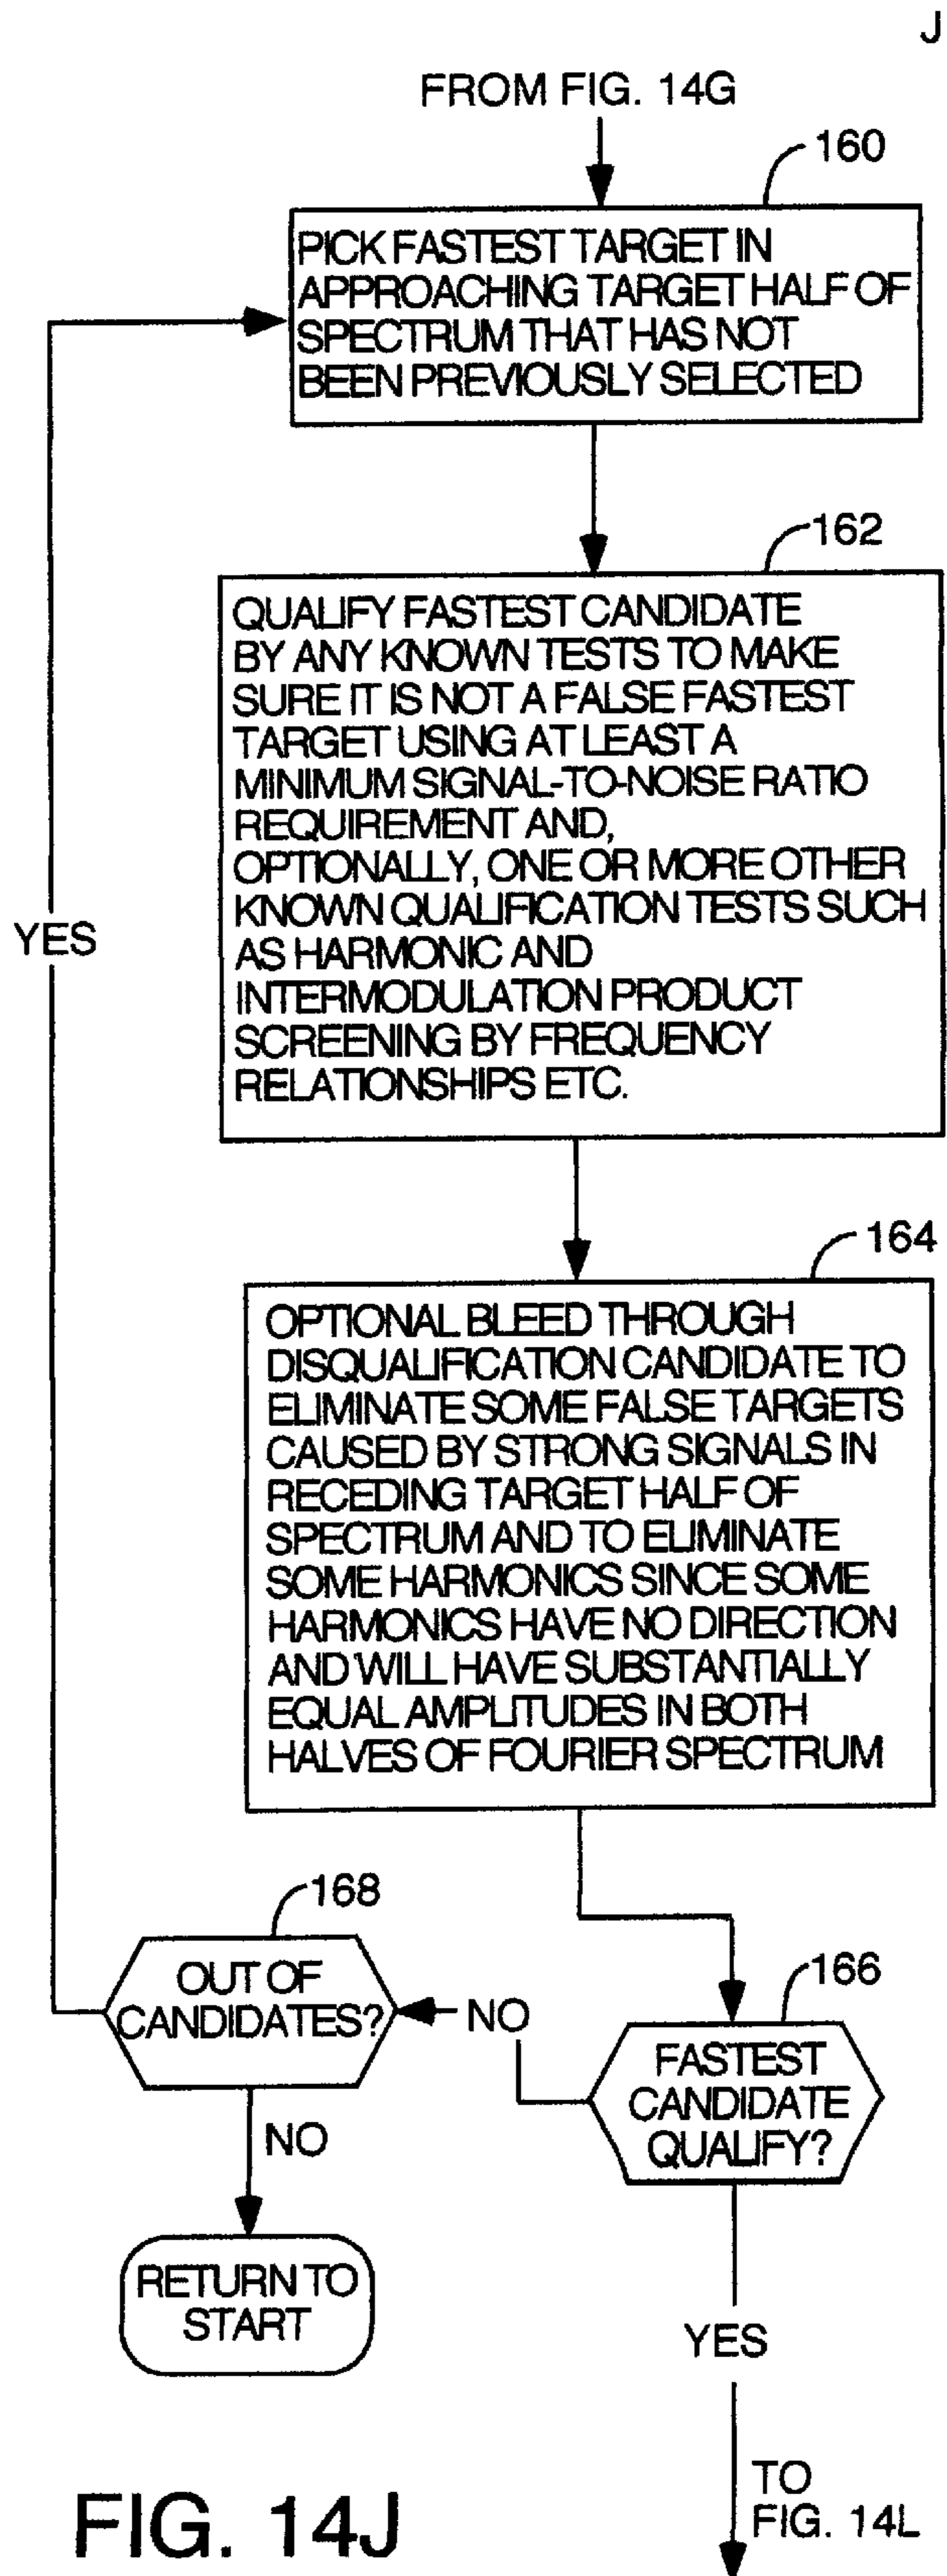 J
FROM FIG. 14G
160
PICK FASTEST TARGET IN
APPROACHING TARGET HALF OF
SPECTRUM THAT HAS NOT
BEEN PREVIOUSLY SELECTED
162
QUALIFY FASTEST CANDIDATE
BY ANY KNOWN TESTS TO MAKE
SURE IT IS NOT A FALSE FASTEST
TARGET USING AT LEAST A
MINIMUM SIGNAL-TO-NOISE RATIO
REQUIREMENT AND,
OPTIONALLY, ONE OR MORE OTHER
KNOWN QUALIFICATION TESTS SUCH
AS HARMONIC AND
INTERMODULATION PRODUCT
SCREENING BY FREQUENCY
RELATIONSHIPS ETC.
YES
164
OPTIONAL BLEED THROUGH
DISQUALIFICATION CANDIDATE TO
ELIMINATE SOME FALSE TARGETS
CAUSED BY STRONG SIGNALS IN
RECEDING TARGET HALF OF
SPECTRUM AND TO ELIMINATE
SOME HARMONICS SINCE SOME
HARMONICS HAVE NO DIRECTION
AND WILL HAVE SUBSTANTIALLY
EQUAL AMPLITUDES IN BOTH
HALVES OF FOURIER SPECTRUM
168
OUT OF
CANDIDATES?
NO
166
FASTEST
CANDIDATE
QUALIFY?
NO
RETURN TO
START
YES
TO
FIG. 14L
FIG. 14J